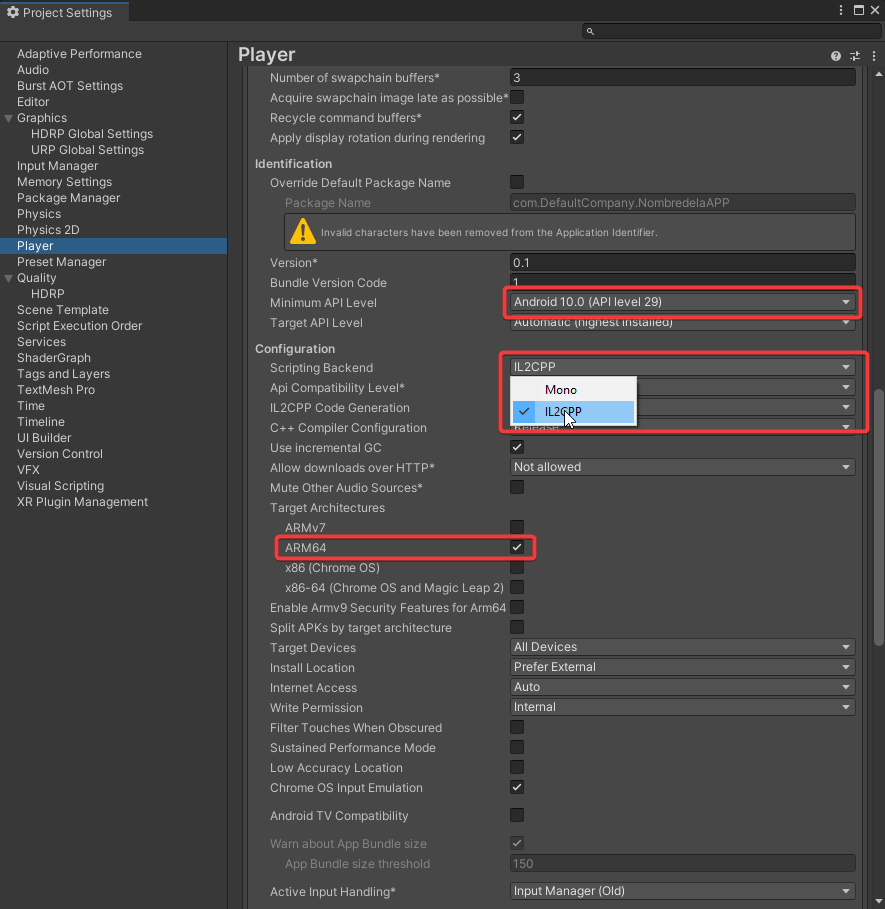 Project Settings
Adaptive Performance
Audio
Burst AOT Settings
Editor
Graphics
HDRP Global Settings
URP Global Settings
Input Manager
Memory Settings
Package Manager
Physics
Physics 2D
Player
Preset Manager
Quality
HDRP
Scene Template
Script Execution Order
Services
ShaderGraph
Tags and Layers
TextMesh Pro
Time
Timeline
UI Builder
Version Control
VFX
Visual Scripting
XR Plugin Management
Player
Number of swapchain buffers* 3
Acquire swapchain image late as possible*
Recycle command buffers*
Apply display rotation during rendering
Identification
Override Default Package Name
Package Name com.DefaultCompany.NombredelaAPP
Invalid characters have been removed from the Application Identifier.
Version* 0.1
Bundle Version Code 1
Minimum API Level Android 10.0 (API level 29)
Target API Level Automatic (highest installed)
Configuration
Scripting Backend IL2CPP
Api Compatibility Level*
Mono
IL2CPP Code Generation
IL2CPP
C++ Compiler Configuration Release
Use incremental GC
Allow downloads over HTTP* Not allowed
Mute Other Audio Sources*
Target Architectures
ARMv7
ARM64
x86 (Chrome OS)
x86-64 (Chrome OS and Magic Leap 2)
Enable Armv9 Security Features for Arm64
Split APKs by target architecture
Target Devices All Devices
Install Location Prefer External
Internet Access Auto
Write Permission Internal
Filter Touches When Obscured
Sustained Performance Mode
Low Accuracy Location
Chrome OS Input Emulation
Android TV Compatibility
Warn about App Bundle size
App Bundle size threshold 150
Active Input Handling* Input Manager (Old)